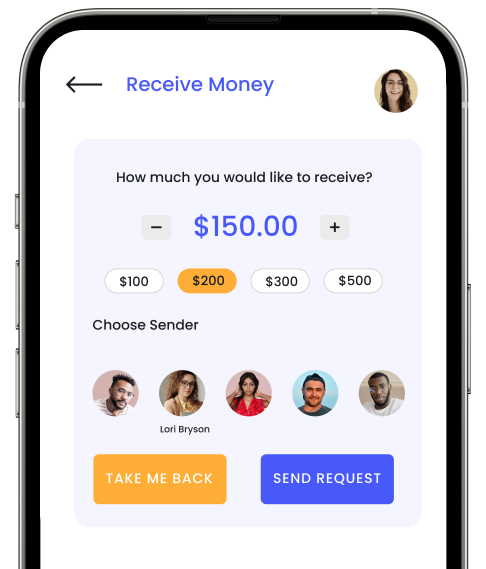 Receive Money
How much you would like to receive?
− $150.00 +
$100 $200 $300 $500
Choose Sender
Lori Bryson
TAKE ME BACK SEND REQUEST